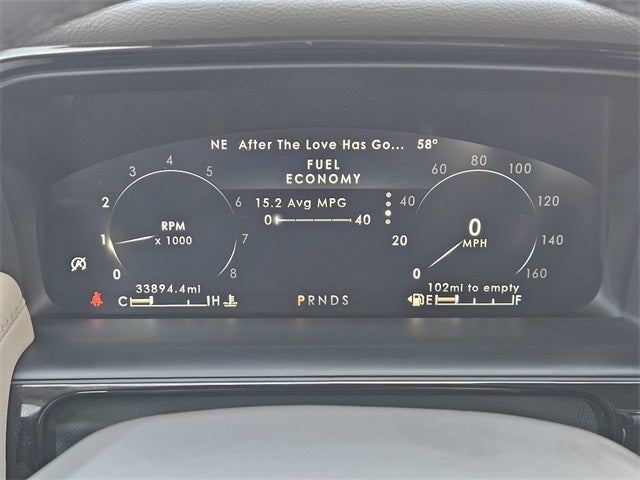 NE After The Love Has Go... 58°
FUEL
ECONOMY
15.2 Avg MPG
0 40
0 1 2 3 4 5 6 7 8
RPM
x 1000
0 20 40 60 80 100 120 140 160
0
MPH
33894.4mi
102mi to empty
C H
PRNDS
E F